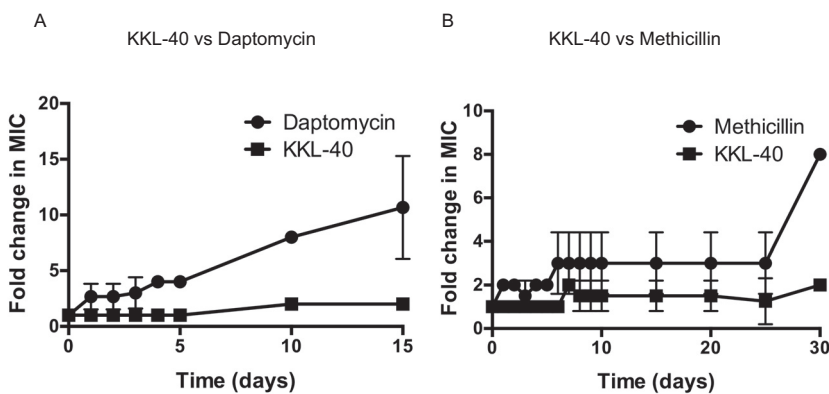 A
KKL-40 vs Daptomycin
Fold change in MIC
20
15
10
5
0
Daptomycin
KKL-40
0 5 10 15
Time (days)
B
KKL-40 vs Methicillin
Fold change in MIC
10
8
6
4
2
0
Methicillin
KKL-40
0 10 20 30
Time (days)